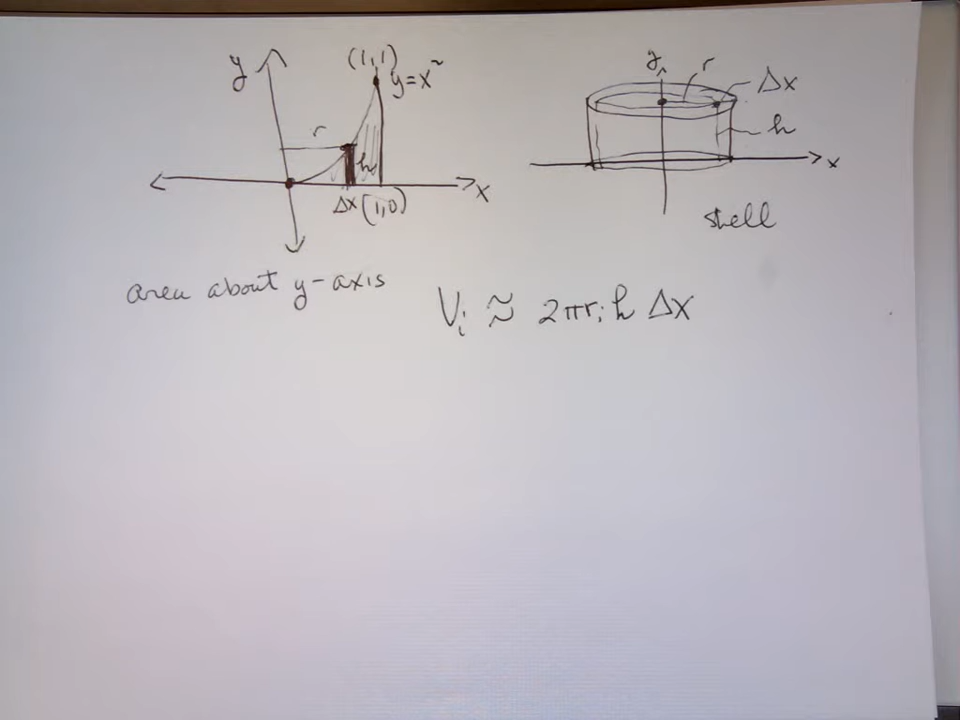 y
(1,1)
y=x²
r
h
x
Δx (1,0)
y
r
Δx
h
x
shell
area about y-axis
Vᵢ ≈ 2πrᵢ h Δx